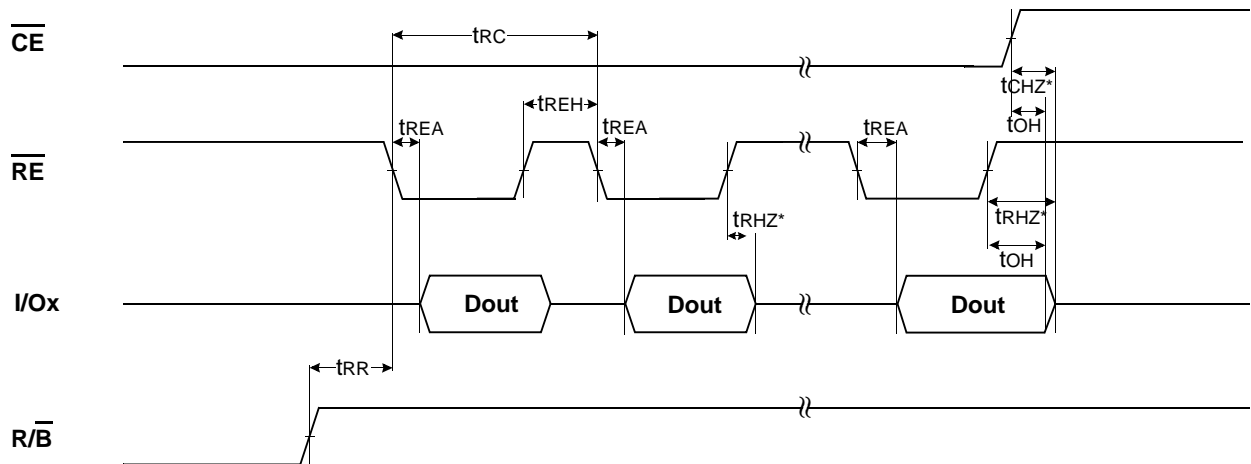 CE
tRC
tCHZ*
tREH
tOH
tREA
tREA
tREA
RE
tRHZ*
tRHZ*
tOH
I/Ox
Dout
Dout
Dout
tRR
R/B